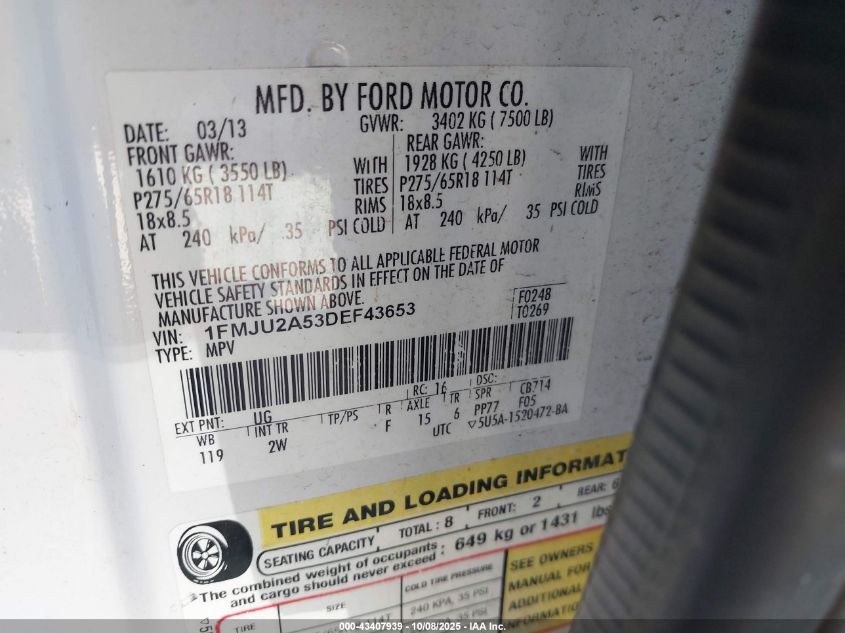 MFD. BY FORD MOTOR CO.
DATE: 03/13 GVWR: 3402 KG ( 7500 LB)
FRONT GAWR: REAR GAWR:
1610 KG ( 3550 LB) WITH 1928 KG ( 4250 LB) WITH
P275/65R18 114T TIRES P275/65R18 114T TIRES
18x8.5 RIMS 18x8.5 RIMS
AT 240 kPa/ 35 PSI COLD AT 240 kPa/ 35 PSI COLD
THIS VEHICLE CONFORMS TO ALL APPLICABLE FEDERAL MOTOR
VEHICLE SAFETY STANDARDS IN EFFECT ON THE DATE OF
MANUFACTURE SHOWN ABOVE.
VIN: 1FMJU2A53DEF43653 F0248
TYPE: MPV T0269
RC: 16 DSC:
EXT PNT: UG CB714
WB INT TR TP/PS R AXLE TR SPR F05
119 2W F 15 6 PP77
UTC ▽5U5A-1520472-BA
TIRE AND LOADING INFORMAT
SEATING CAPACITY TOTAL: 8 FRONT: 2 REAR: 6
The combined weight of occupants
and cargo should never exceed: 649 kg or 1431 lbs
TIRE SIZE COLD TIRE PRESSURE SEE OWNERS
240 KPA, 35 PSI MANUAL FOR
ADDITIONAL
INFORMATION
000-43407939 - 10/08/2025 - IAA Inc.